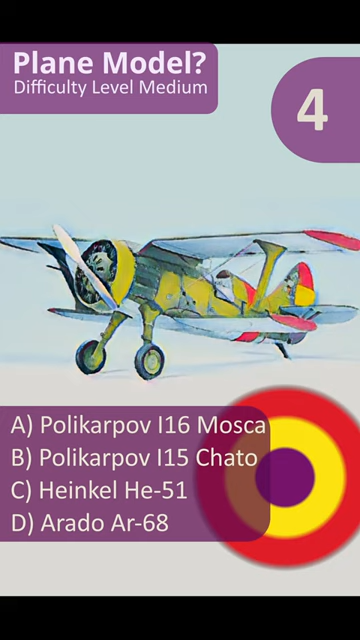 Plane Model?
Difficulty Level Medium
4
A) Polikarpov I16 Mosca
B) Polikarpov I15 Chato
C) Heinkel He-51
D) Arado Ar-68